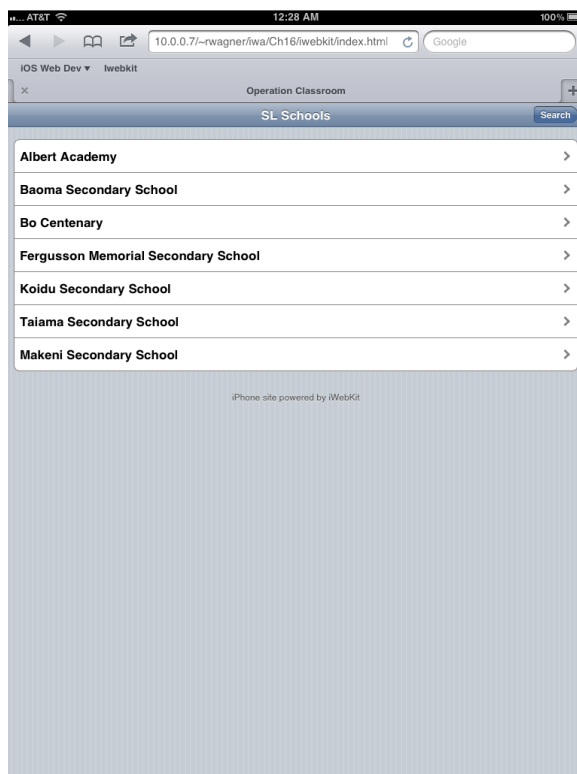 AT&T 12:28 AM 100%
10.0.0.7/~rwagner/iwa/Ch16/iwebkit/index.html Google
iOS Web Dev ▾ Iwebkit
× Operation Classroom +
SL Schools Search
Albert Academy
Baoma Secondary School
Bo Centenary
Fergusson Memorial Secondary School
Koidu Secondary School
Taiama Secondary School
Makeni Secondary School
iPhone site powered by iWebKit